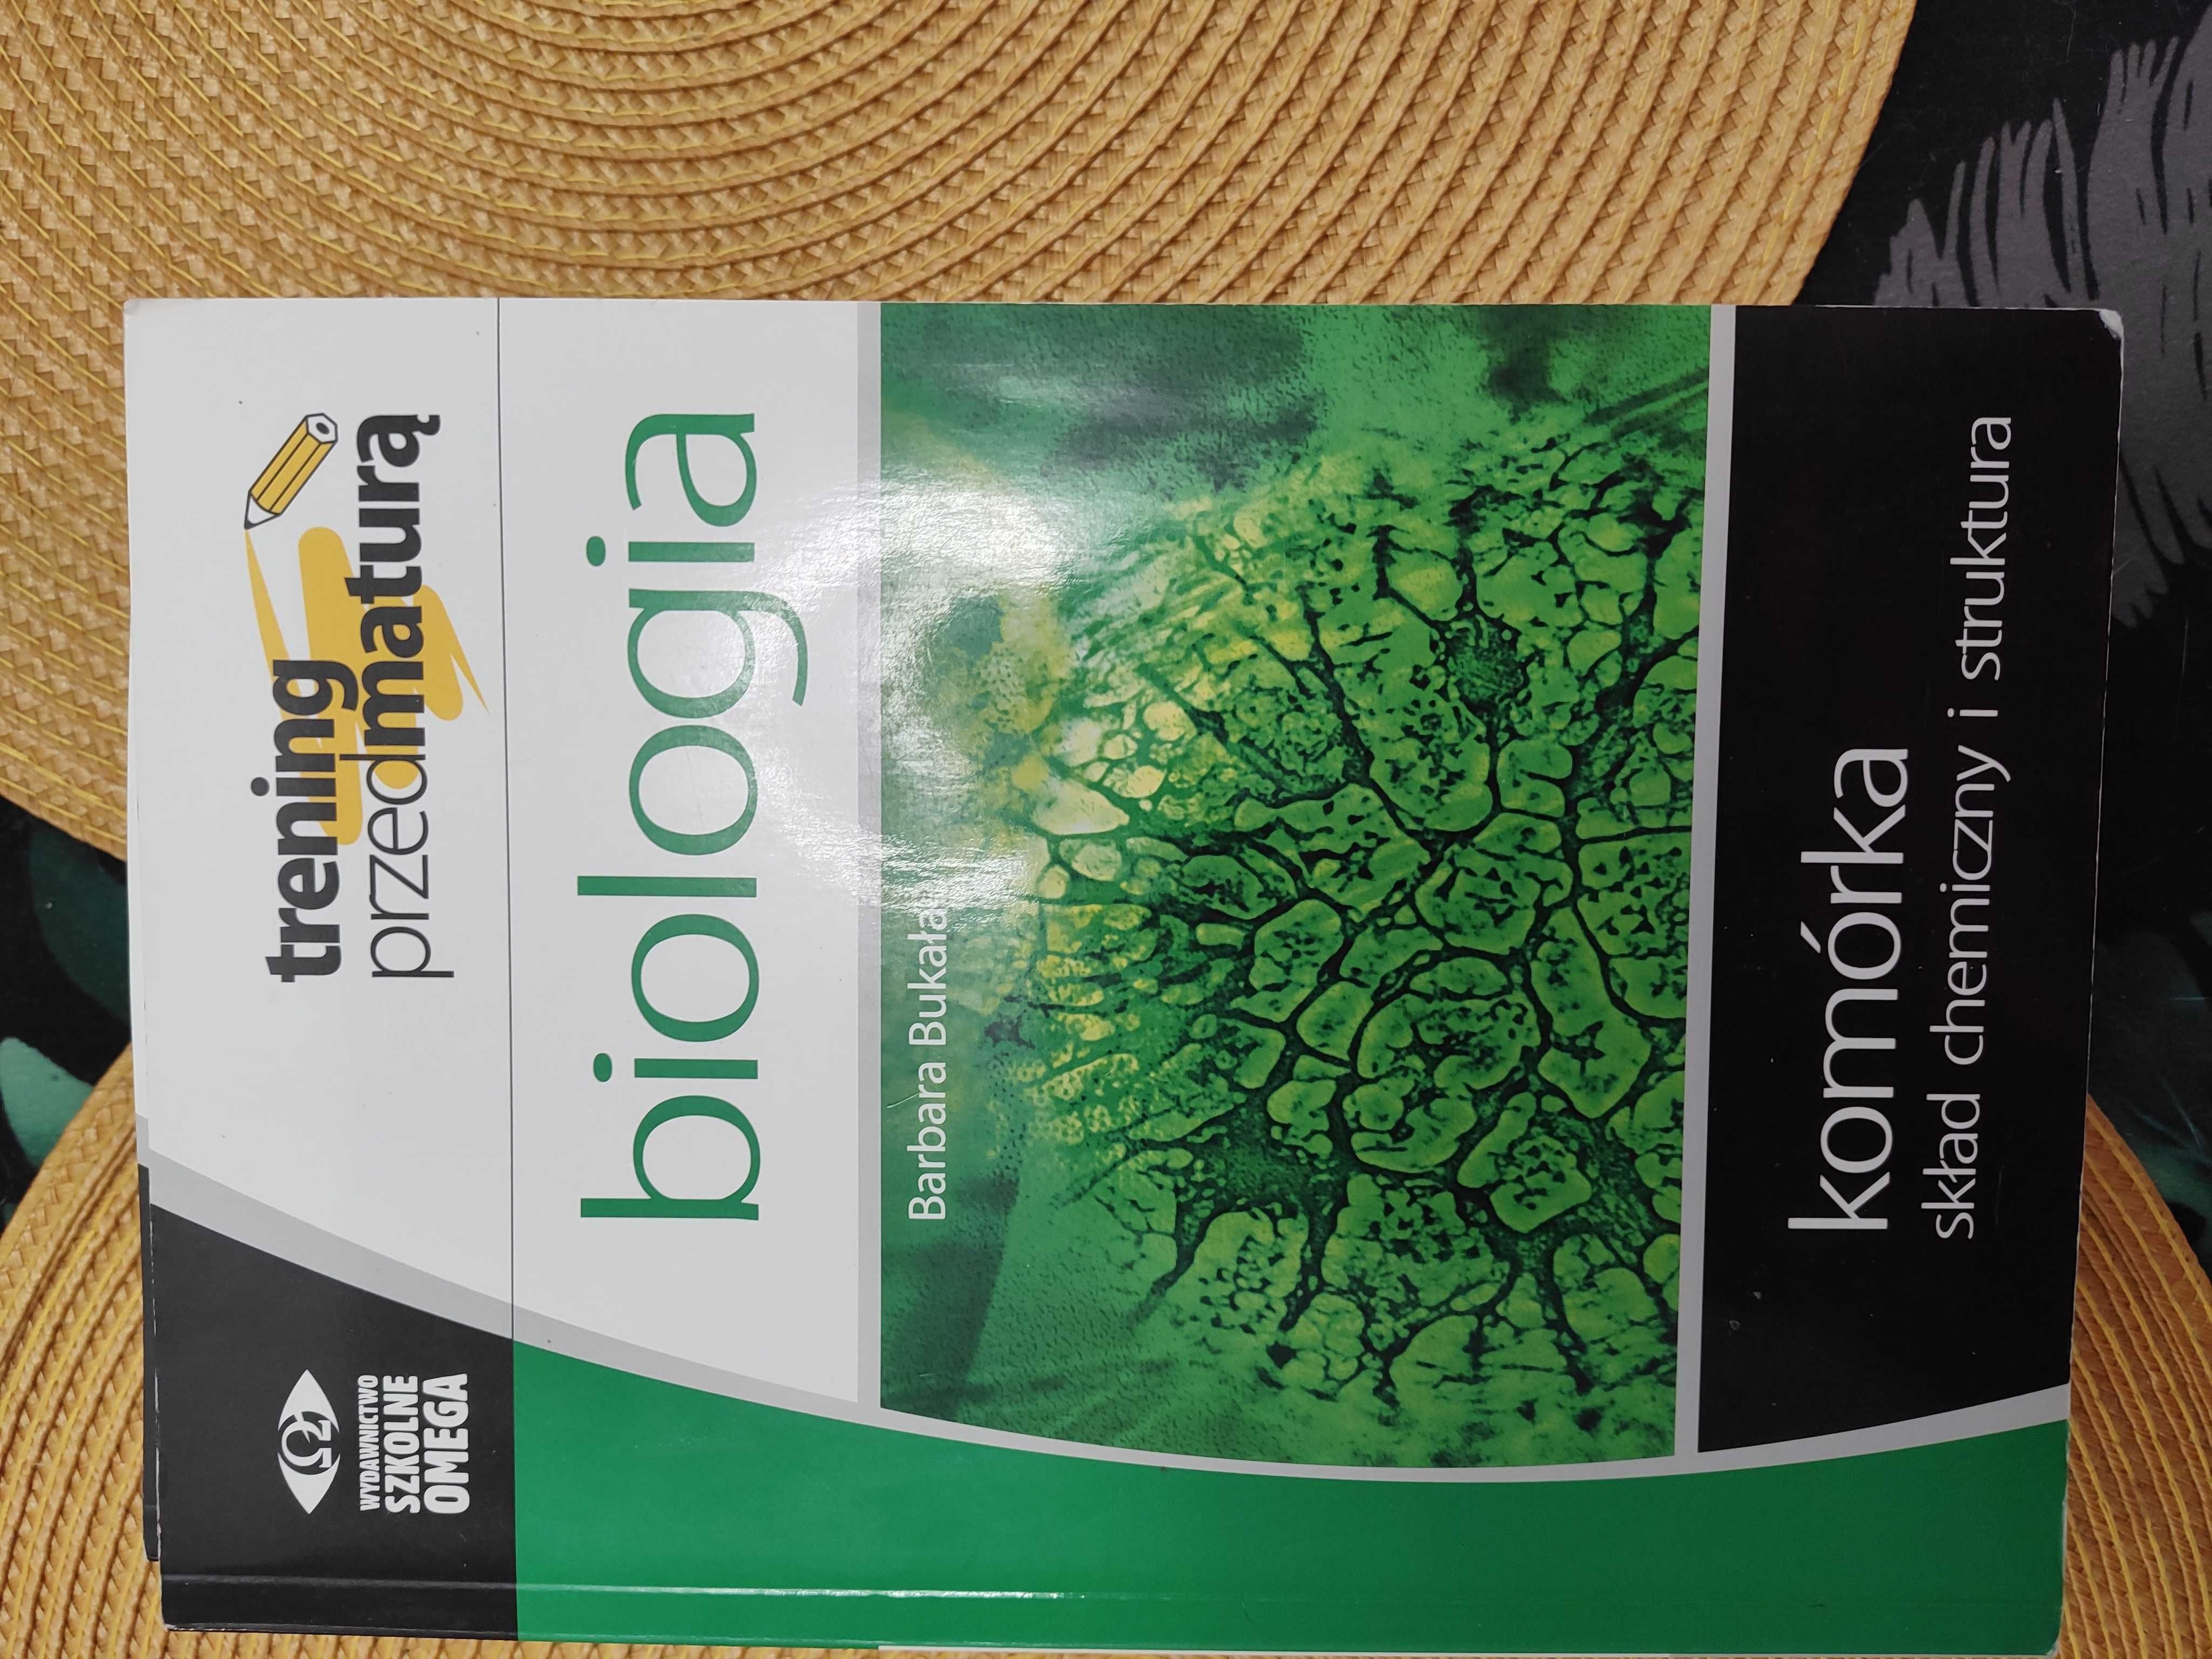 trening
przedmaturą
WYDAWNICTWO
SZKOLNE
OMEGA
biologia
Barbara Bukała
komórka
skład chemiczny i struktura